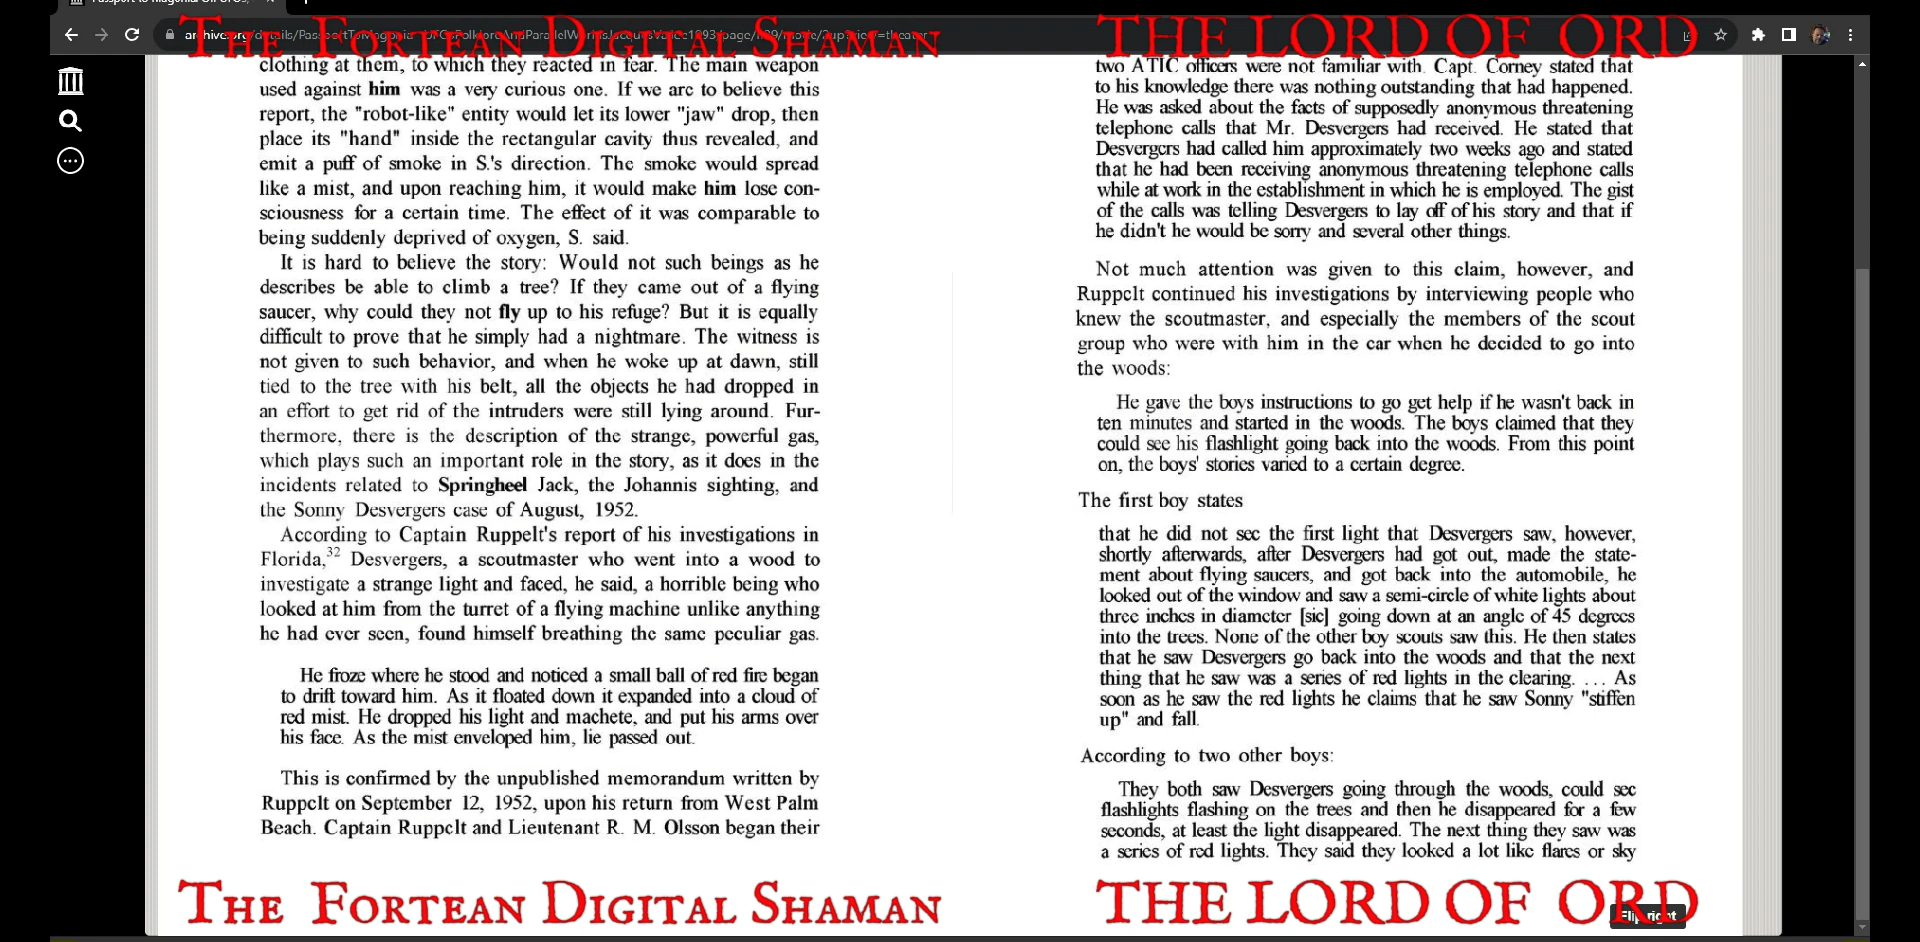 Passport to Magonia On UFOs,
THE FORTEAN DIGITAL SHAMAN
THE LORD OF ORD
clothing at them, to which they reacted in fear. The main weapon
used against him was a very curious one. If we arc to believe this
report, the "robot-like" entity would let its lower "jaw" drop, then
place its "hand" inside the rectangular cavity thus revealed, and
emit a puff of smoke in S.'s direction. The smoke would spread
like a mist, and upon reaching him, it would make him lose con-
sciousness for a certain time. The effect of it was comparable to
being suddenly deprived of oxygen, S. said.
It is hard to believe the story: Would not such beings as he
describes be able to climb a tree? If they came out of a flying
saucer, why could they not fly up to his refuge? But it is equally
difficult to prove that he simply had a nightmare. The witness is
not given to such behavior, and when he woke up at dawn, still
tied to the tree with his belt, all the objects he had dropped in
an effort to get rid of the intruders were still lying around. Fur-
thermore, there is the description of the strange, powerful gas,
which plays such an important role in the story, as it does in the
incidents related to Springheel Jack, the Johannis sighting, and
the Sonny Desvergers case of August, 1952.
According to Captain Ruppelt's report of his investigations in
Florida,32 Desvergers, a scoutmaster who went into a wood to
investigate a strange light and faced, he said, a horrible being who
looked at him from the turret of a flying machine unlike anything
he had ever seen, found himself breathing the same peculiar gas.
He froze where he stood and noticed a small ball of red fire began
to drift toward him. As it floated down it expanded into a cloud of
red mist. He dropped his light and machete, and put his arms over
his face. As the mist enveloped him, lie passed out.
This is confirmed by the unpublished memorandum written by
Ruppelt on September 12, 1952, upon his return from West Palm
Beach. Captain Ruppelt and Lieutenant R. M. Olsson began their
two ATIC officers were not familiar with. Capt. Corney stated that
to his knowledge there was nothing outstanding that had happened.
He was asked about the facts of supposedly anonymous threatening
telephone calls that Mr. Desvergers had received. He stated that
Desvergers had called him approximately two weeks ago and stated
that he had been receiving anonymous threatening telephone calls
while at work in the establishment in which he is employed. The gist
of the calls was telling Desvergers to lay off of his story and that if
he didn't he would be sorry and several other things.
Not much attention was given to this claim, however, and
Ruppelt continued his investigations by interviewing people who
knew the scoutmaster, and especially the members of the scout
group who were with him in the car when he decided to go into
the woods:
He gave the boys instructions to go get help if he wasn't back in
ten minutes and started in the woods. The boys claimed that they
could see his flashlight going back into the woods. From this point
on, the boys' stories varied to a certain degree.
The first boy states
that he did not sec the first light that Desvergers saw, however,
shortly afterwards, after Desvergers had got out, made the state-
ment about flying saucers, and got back into the automobile, he
looked out of the window and saw a semi-circle of white lights about
three inches in diameter [sic] going down at an angle of 45 degrees
into the trees. None of the other boy scouts saw this. He then states
that he saw Desvergers go back into the woods and that the next
thing that he saw was a series of red lights in the clearing. . . . As
soon as he saw the red lights he claims that he saw Sonny "stiffen
up" and fall.
According to two other boys:
They both saw Desvergers going through the woods, could sec
flashlights flashing on the trees and then he disappeared for a few
seconds, at least the light disappeared. The next thing they saw was
a series of red lights. They said they looked a lot like flares or sky
THE FORTEAN DIGITAL SHAMAN
THE LORD OF ORD
Flip right